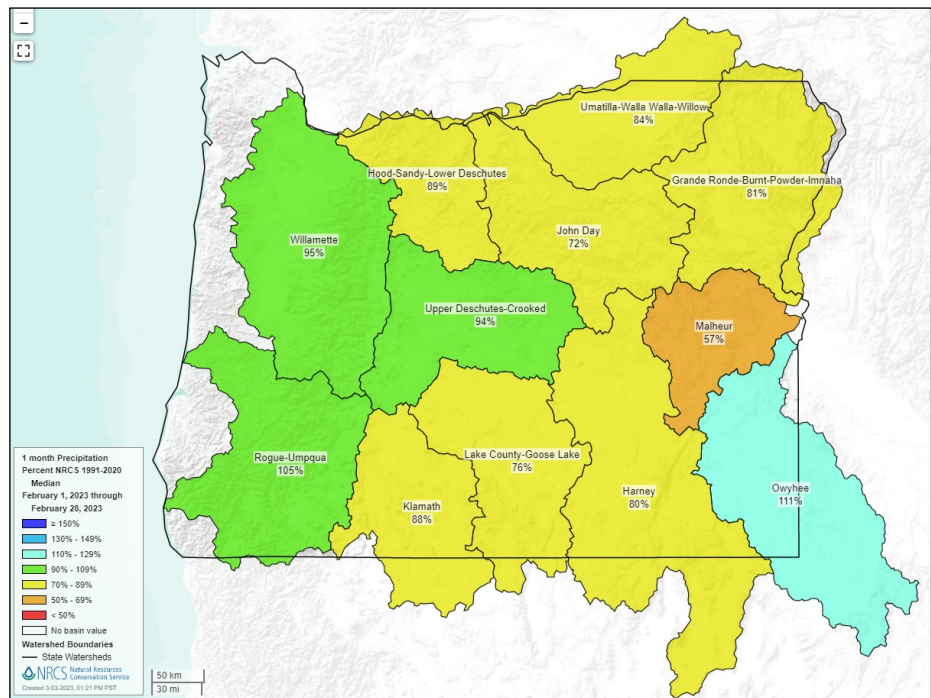 −
Umatilla-Walla Walla-Willow
84%
Hood-Sandy-Lower Deschutes
89%
Grande Ronde-Burnt-Powder-Imnaha
81%
John Day
72%
Willamette
95%
Upper Deschutes-Crooked
94%
Malheur
57%
Rogue-Umpqua
105%
Lake County-Goose Lake
76%
Klamath
88%
Harney
80%
Owyhee
111%
1 month Precipitation
Percent NRCS 1991-2020
Median
February 1, 2023 through
February 28, 2023
≥ 150%
130% - 149%
110% - 129%
90% - 109%
70% - 89%
50% - 69%
< 50%
No basin value
Watershed Boundaries
State Watersheds
NRCS Natural Resources
Conservation Service
Created 3-03-2023, 01:21 PM PST
50 km
30 mi